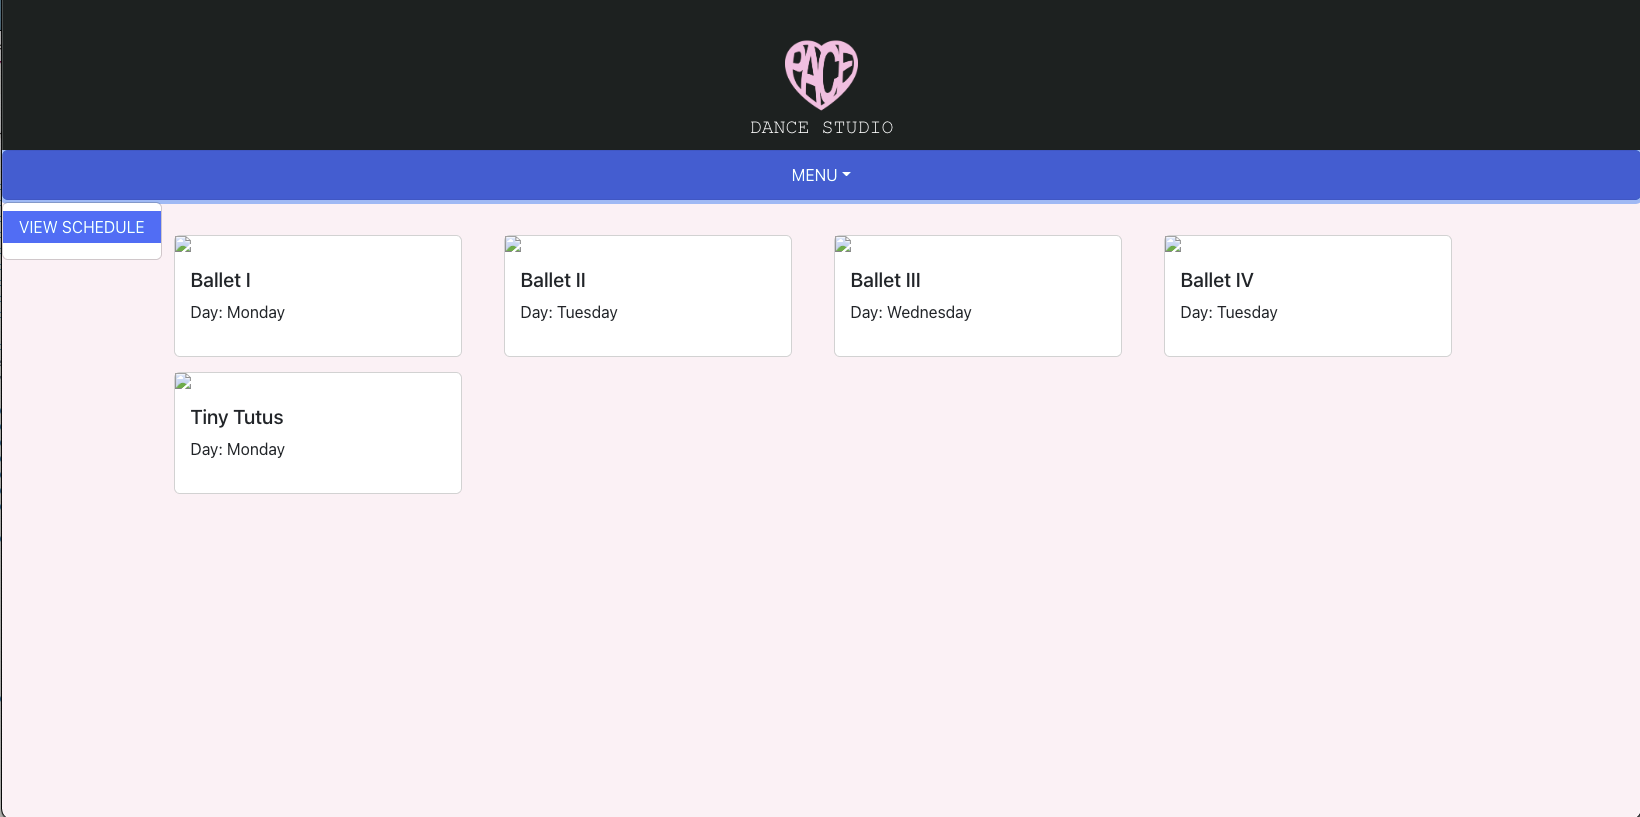 PACE
DANCE STUDIO
MENU
VIEW SCHEDULE
Ballet I
Day: Monday
Ballet II
Day: Tuesday
Ballet III
Day: Wednesday
Ballet IV
Day: Tuesday
Tiny Tutus
Day: Monday